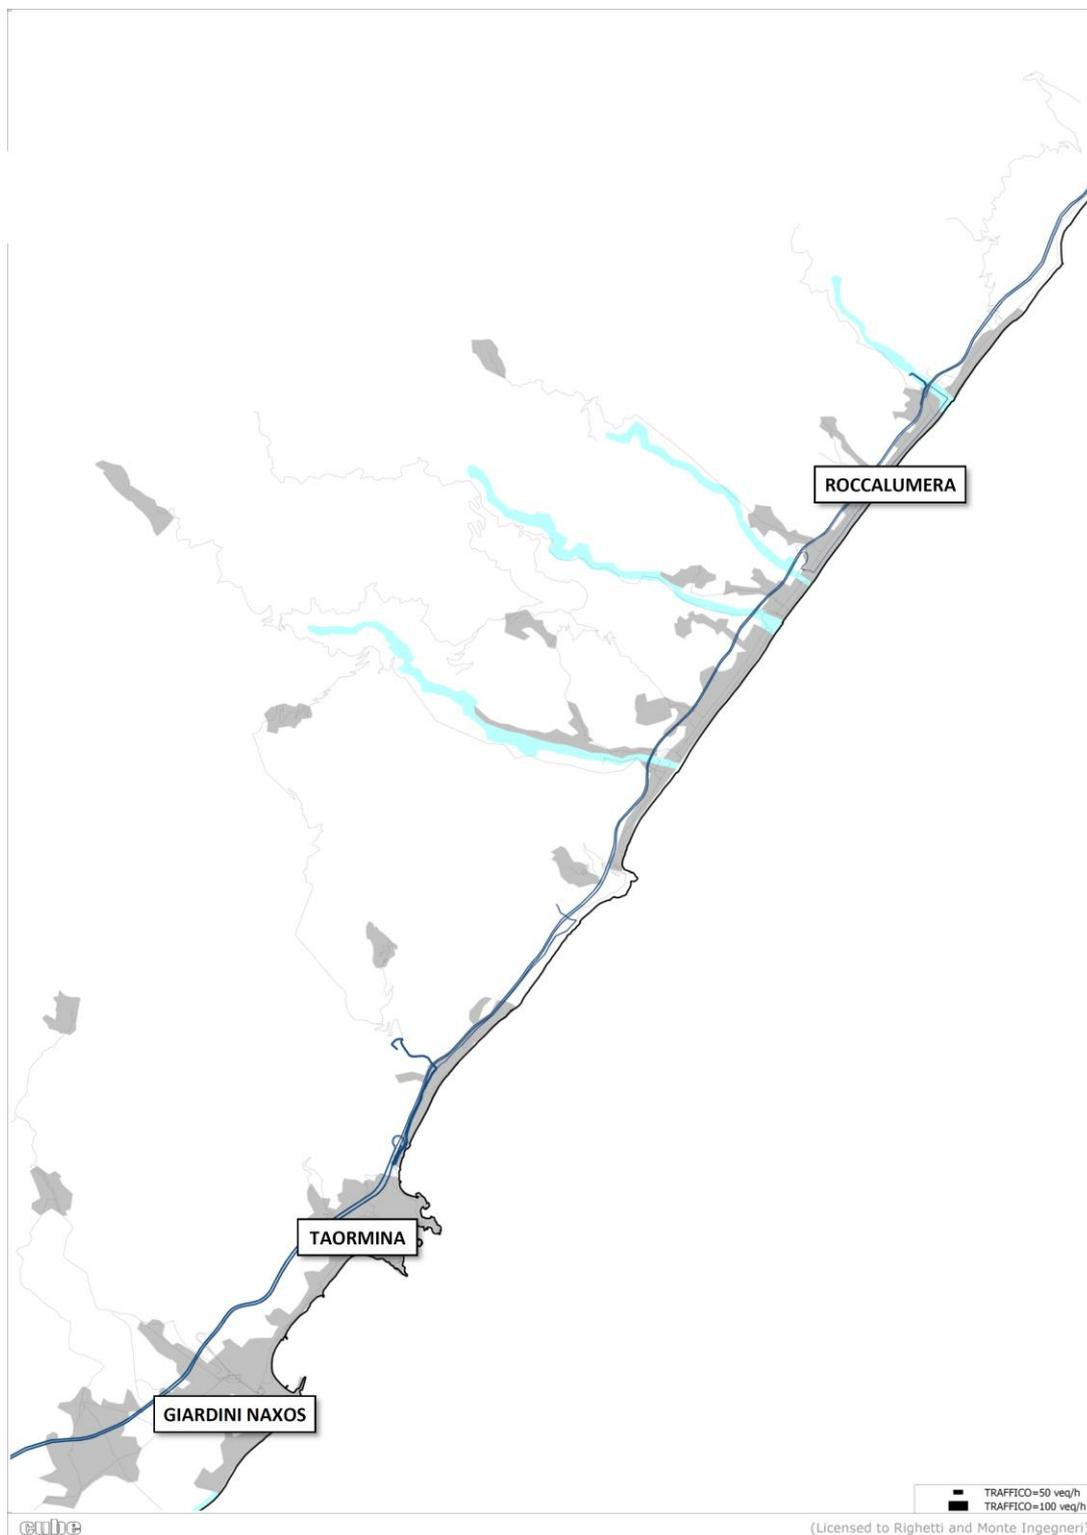 ROCCALUMERA
TAORMINA
GIARDINI NAXOS
TRAFFICO=50 veq/h
TRAFFICO=100 veq/h
cube
(Licensed to Righetti and Monte Ingegneri)